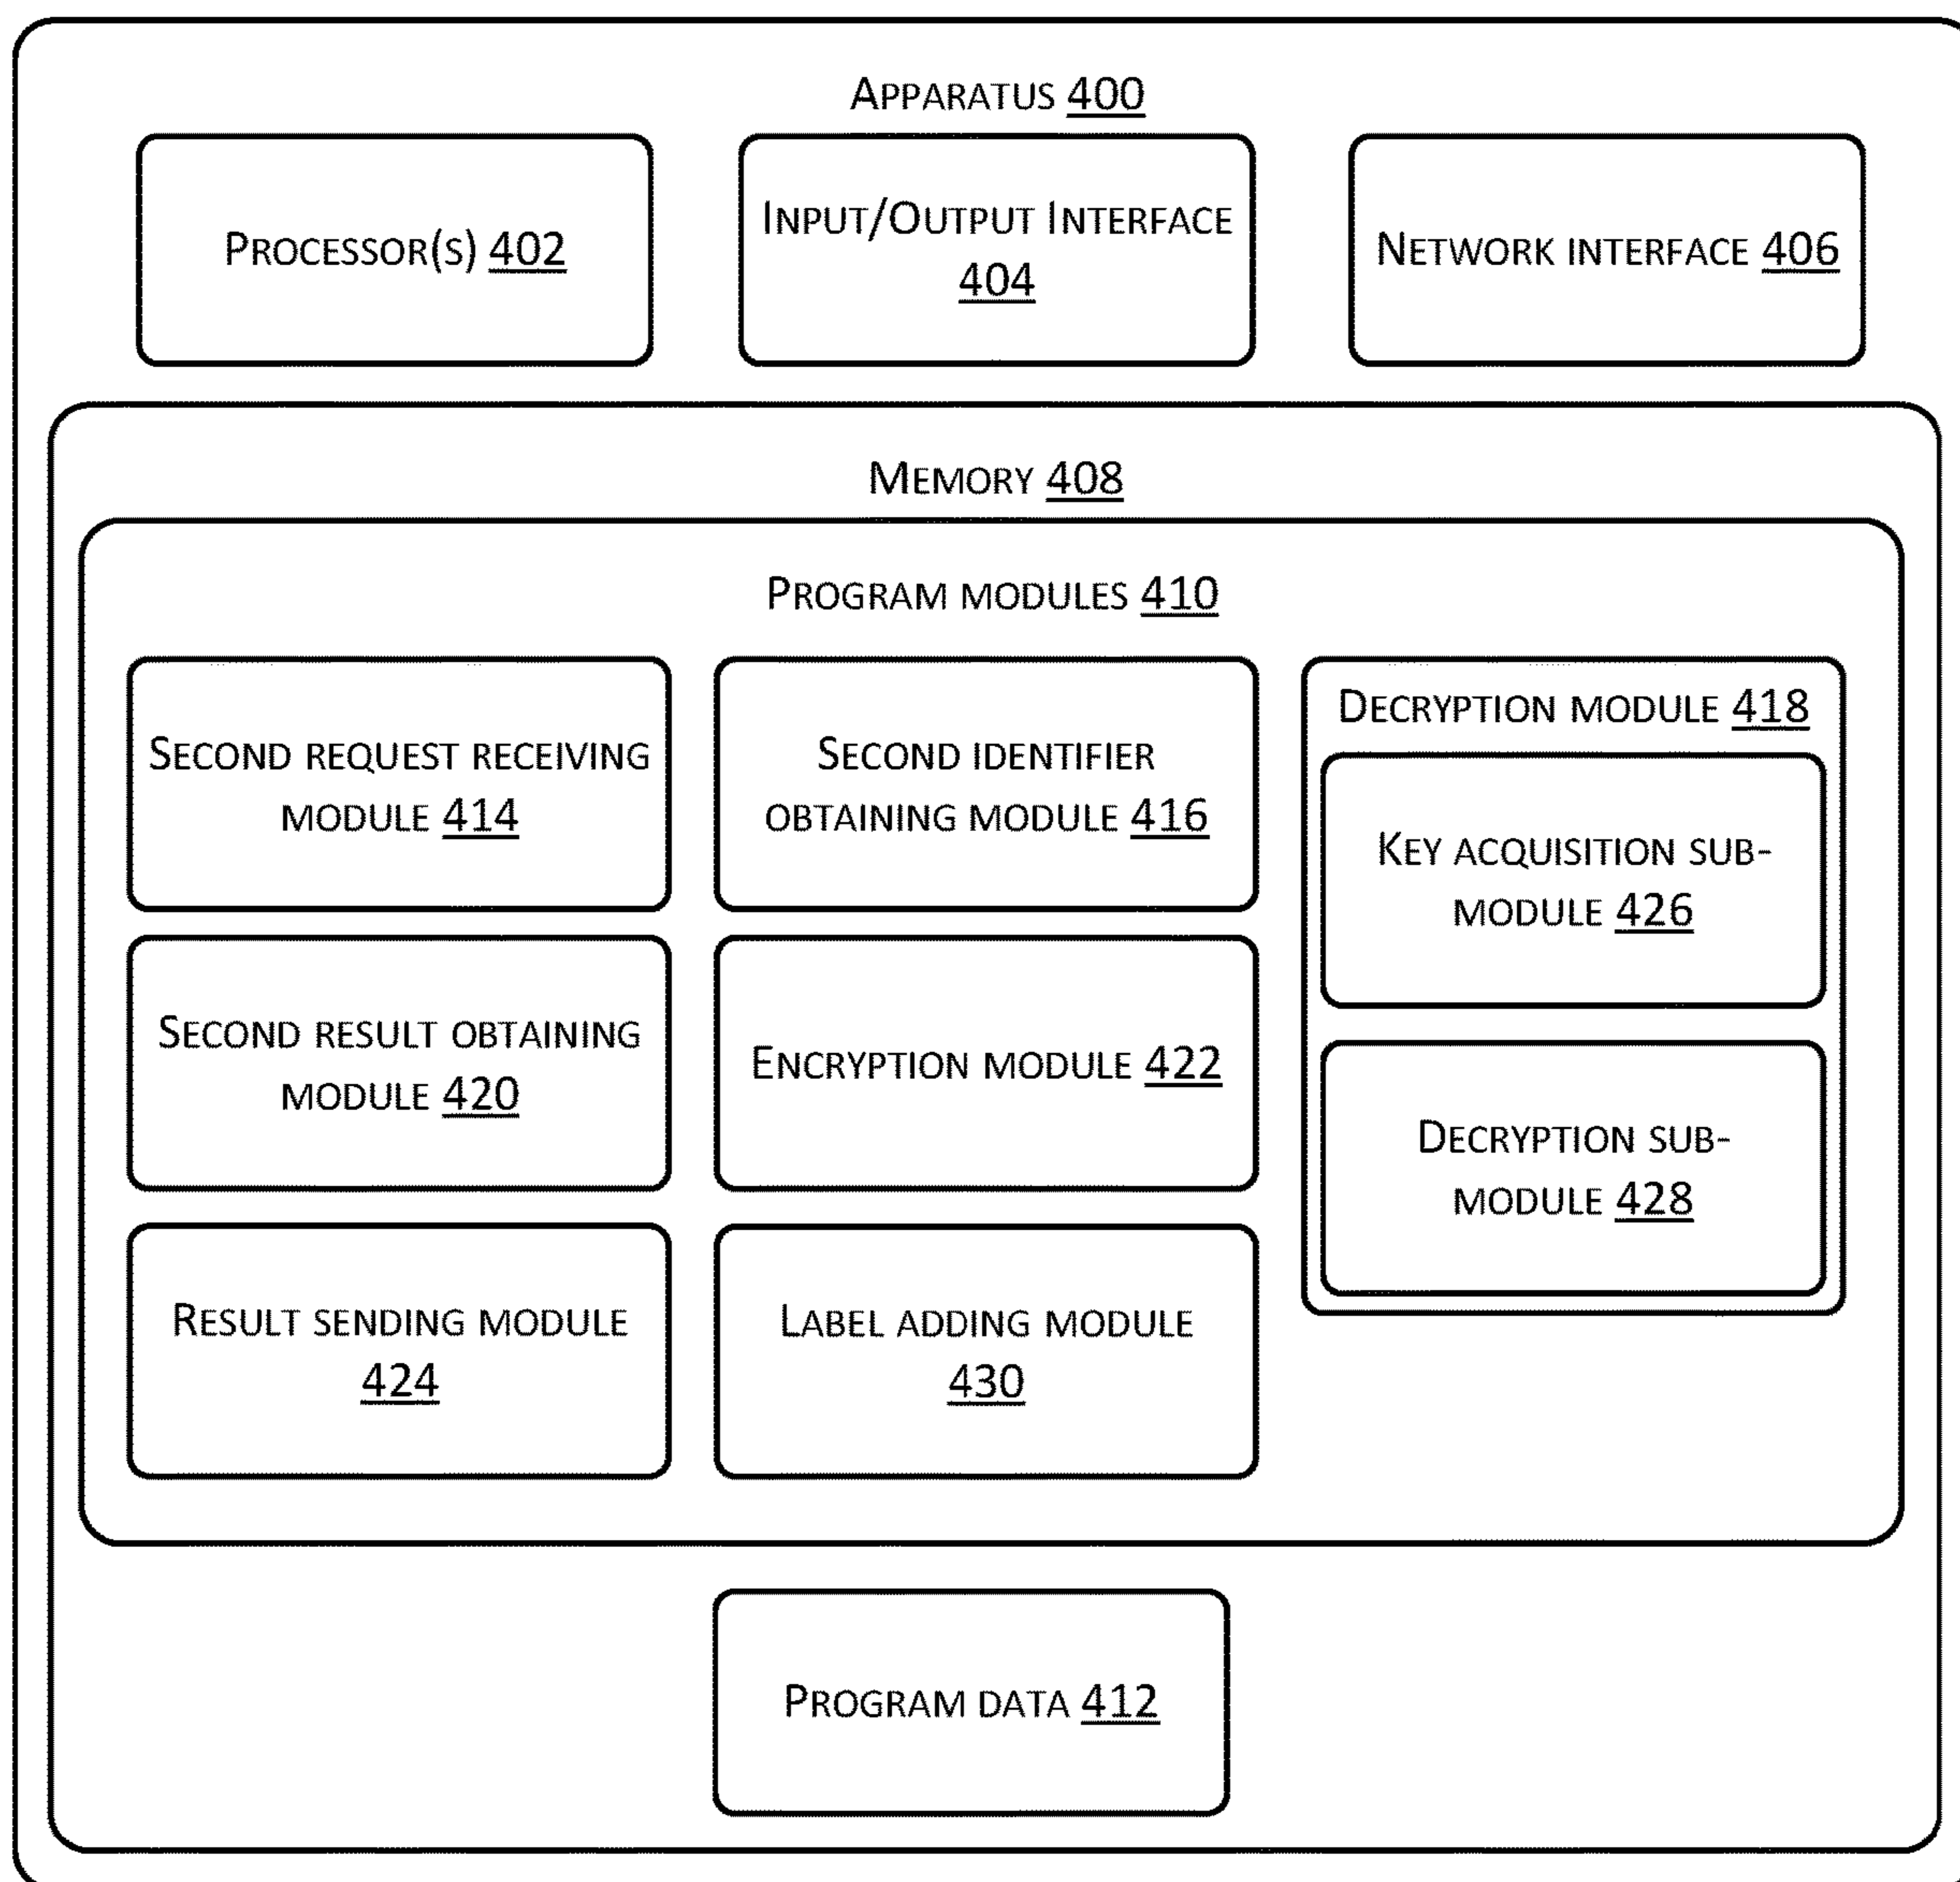 APPARATUS 400
PROCESSOR(S) 402
INPUT/OUTPUT INTERFACE
404
NETWORK INTERFACE 406
MEMORY 408
PROGRAM MODULES 410
SECOND REQUEST RECEIVING
MODULE 414
SECOND IDENTIFIER
OBTAINING MODULE 416
DECRYPTION MODULE 418
KEY ACQUISITION SUB-
MODULE 426
SECOND RESULT OBTAINING
MODULE 420
ENCRYPTION MODULE 422
DECRYPTION SUB-
MODULE 428
RESULT SENDING MODULE
424
LABEL ADDING MODULE
430
PROGRAM DATA 412